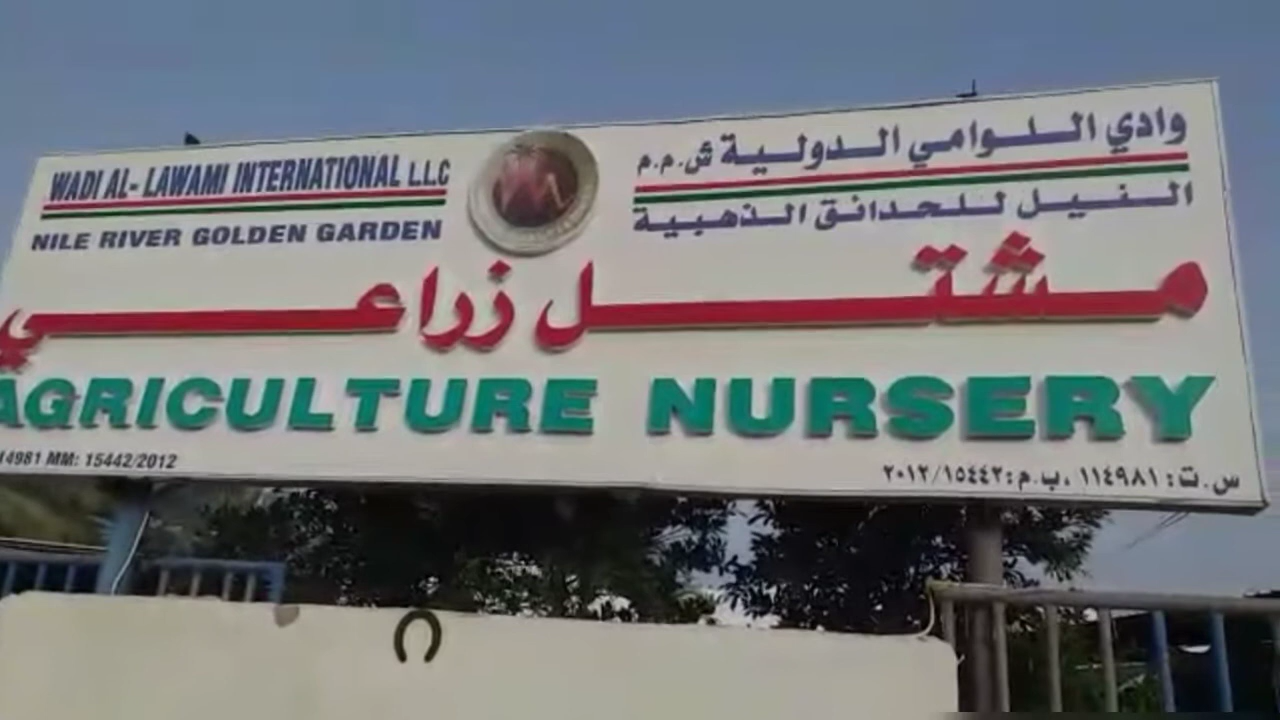 WADI AL- LAWAMI INTERNATIONAL L.L.C
NILE RIVER GOLDEN GARDEN
وادي اللوامي الدولية ش.م.م
النيل للحدائق الذهبية
مشتل زراعي
AGRICULTURE NURSERY
14981 MM: 15442/2012
س.ت: ١١٤٩٨١ ،ب.م: ٢٠١٢/١٥٤٤٢